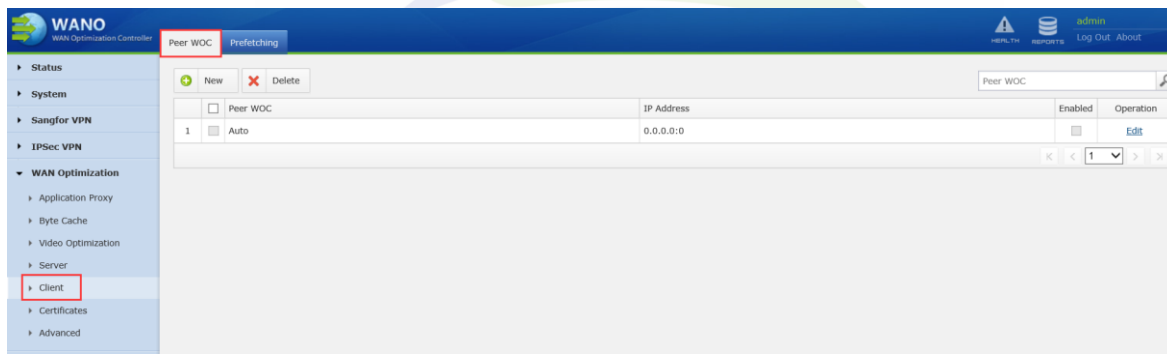 WANO
WAN Optimization Controller
Peer WOC
Prefetching
HEALTH
REPORTS
admin
Log Out About
Status
System
Sangfor VPN
IPSec VPN
WAN Optimization
Application Proxy
Byte Cache
Video Optimization
Server
Client
Certificates
Advanced
New
Delete
Peer WOC
Peer WOC IP Address Enabled Operation
1 Auto 0.0.0.0:0 Edit
1